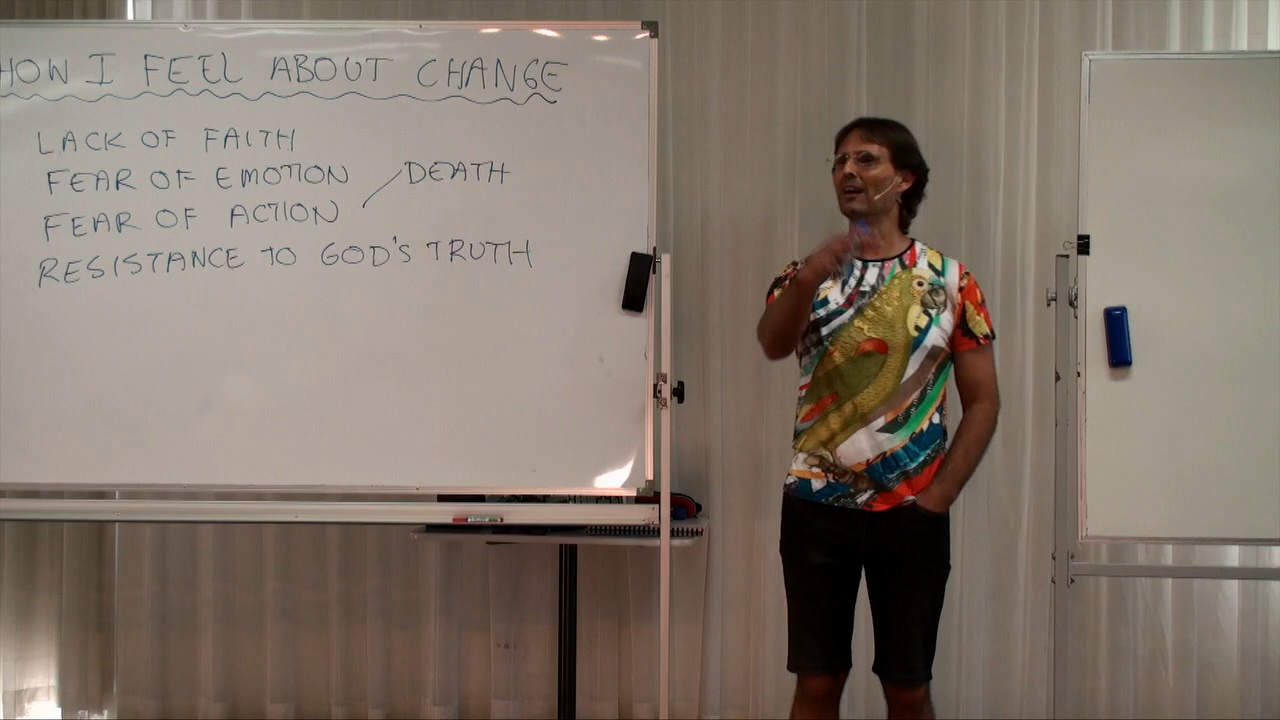 HOW I FEEL ABOUT CHANGE
LACK OF FAITH
FEAR OF EMOTION
DEATH
FEAR OF ACTION
RESISTANCE TO GOD'S TRUTH